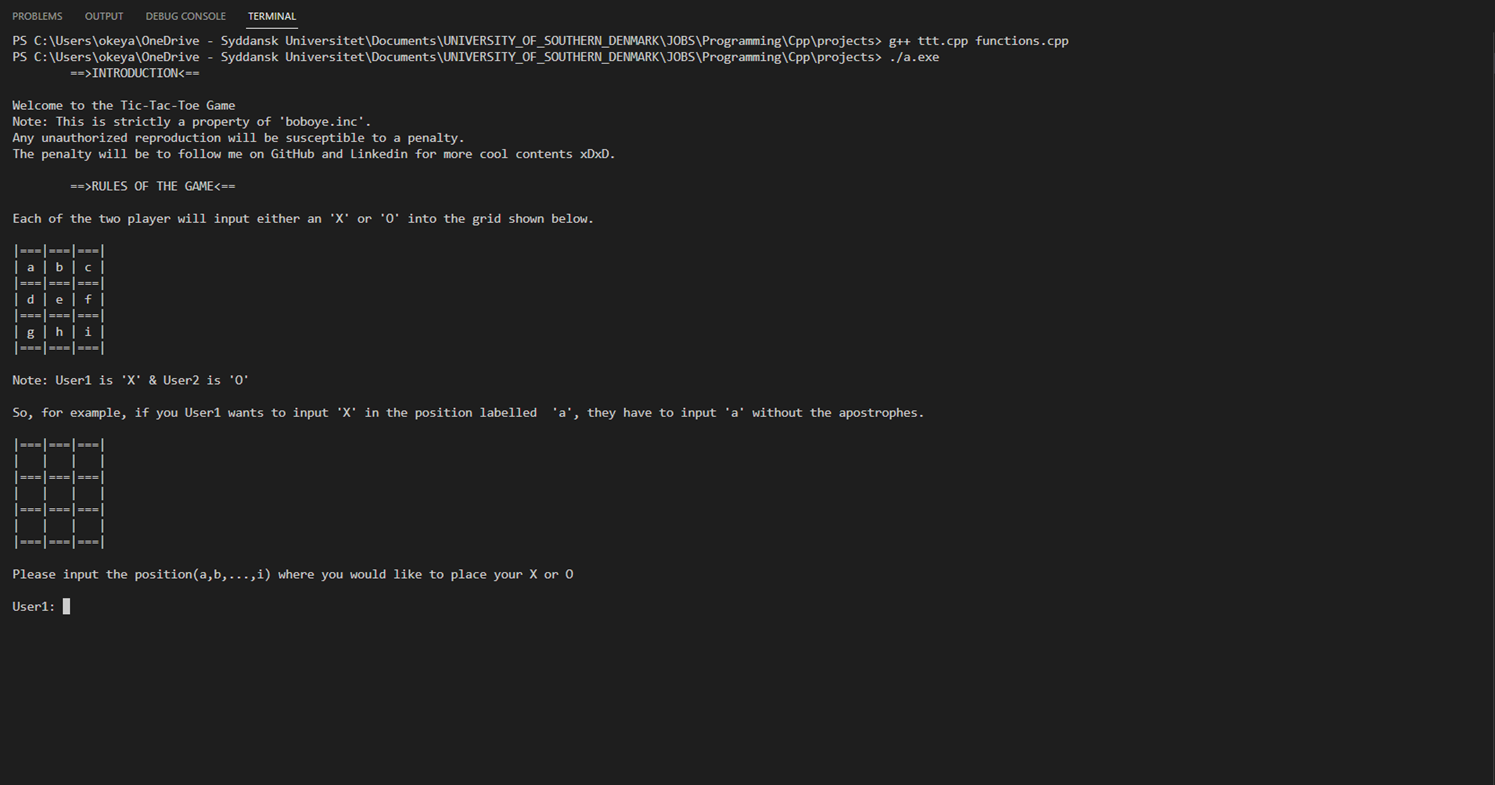 PROBLEMS OUTPUT DEBUG CONSOLE TERMINAL
PS C:\Users\okeya\OneDrive - Syddansk Universitet\Documents\UNIVERSITY_OF_SOUTHERN_DENMARK\JOBS\Programming\Cpp\projects> g++ ttt.cpp functions.cpp
PS C:\Users\okeya\OneDrive - Syddansk Universitet\Documents\UNIVERSITY_OF_SOUTHERN_DENMARK\JOBS\Programming\Cpp\projects> ./a.exe
==>INTRODUCTION<==
Welcome to the Tic-Tac-Toe Game
Note: This is strictly a property of 'boboye.inc'.
Any unauthorized reproduction will be susceptible to a penalty.
The penalty will be to follow me on GitHub and Linkedin for more cool contents xDxD.
==>RULES OF THE GAME<==
Each of the two player will input either an 'X' or 'O' into the grid shown below.
|===|===|===|
| a | b | c |
|===|===|===|
| d | e | f |
|===|===|===|
| g | h | i |
|===|===|===|
Note: User1 is 'X' & User2 is 'O'
So, for example, if you User1 wants to input 'X' in the position labelled  'a', they have to input 'a' without the apostrophes.
|===|===|===|
|   |   |   |
|===|===|===|
|   |   |   |
|===|===|===|
|   |   |   |
|===|===|===|
Please input the position(a,b,...,i) where you would like to place your X or O
User1: